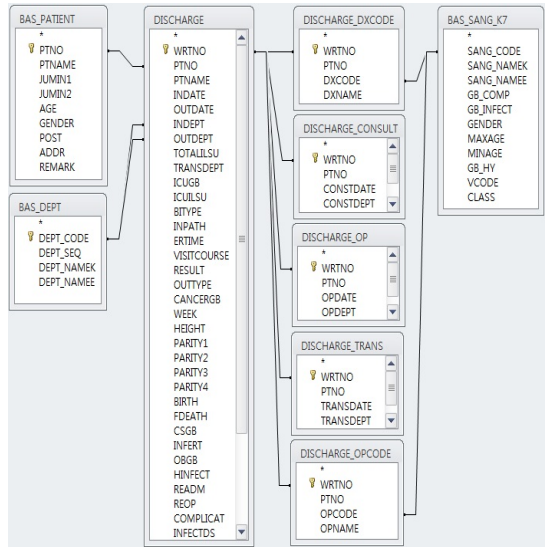 BAS_PATIENT
*
PTNO
PTNAME
JUMIN1
JUMIN2
AGE
GENDER
POST
ADDR
REMARK
BAS_DEPT
*
DEPT_CODE
DEPT_SEQ
DEPT_NAMEK
DEPT_NAMEE
DISCHARGE
*
WRTNO
PTNO
PTNAME
INDATE
OUTDATE
INDEPT
OUTDEPT
TOTALILSU
TRANSDEPT
ICUGB
ICUILSU
BITYPE
INPATH
ERTIME
VISITCOURSE
RESULT
OUTTYPE
CANCERGB
WEEK
HEIGHT
PARITY1
PARITY2
PARITY3
PARITY4
BIRTH
FDEATH
CSGB
INFERT
OBGB
HINFECT
READM
REOP
COMPLICAT
INFECTDS
DISCHARGE_DXCODE
*
WRTNO
PTNO
DXCODE
DXNAME
DISCHARGE_CONSULT
*
WRTNO
PTNO
CONSTDATE
CONSTDEPT
DISCHARGE_OP
*
WRTNO
PTNO
OPDATE
OPDEPT
DISCHARGE_TRANS
*
WRTNO
PTNO
TRANSDATE
TRANSDEPT
DISCHARGE_OPCODE
*
WRTNO
PTNO
OPCODE
OPNAME
BAS_SANG_K7
*
SANG_CODE
SANG_NAMEK
SANG_NAMEE
GB_COMP
GB_INFECT
GENDER
MAXAGE
MINAGE
GB_HY
VCODE
CLASS